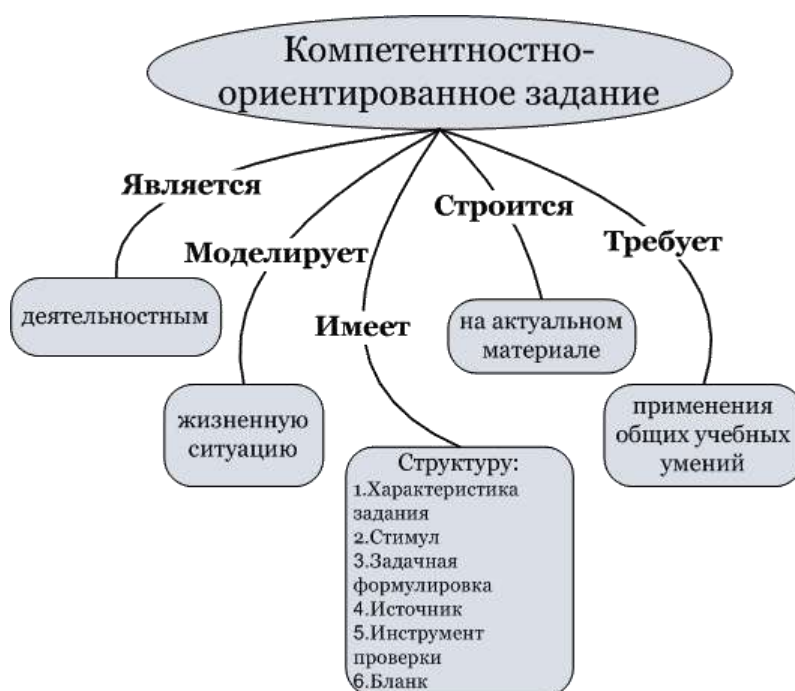 Компетентностно-
ориентированное задание
Является
деятельностным
Моделирует
жизненную
ситуацию
Имеет
Структуру:
1.Характеристика
задания
2.Стимул
3.Задачная
формулировка
4.Источник
5.Инструмент
проверки
6.Бланк
Строится
на актуальном
материале
Требует
применения
общих учебных
умений